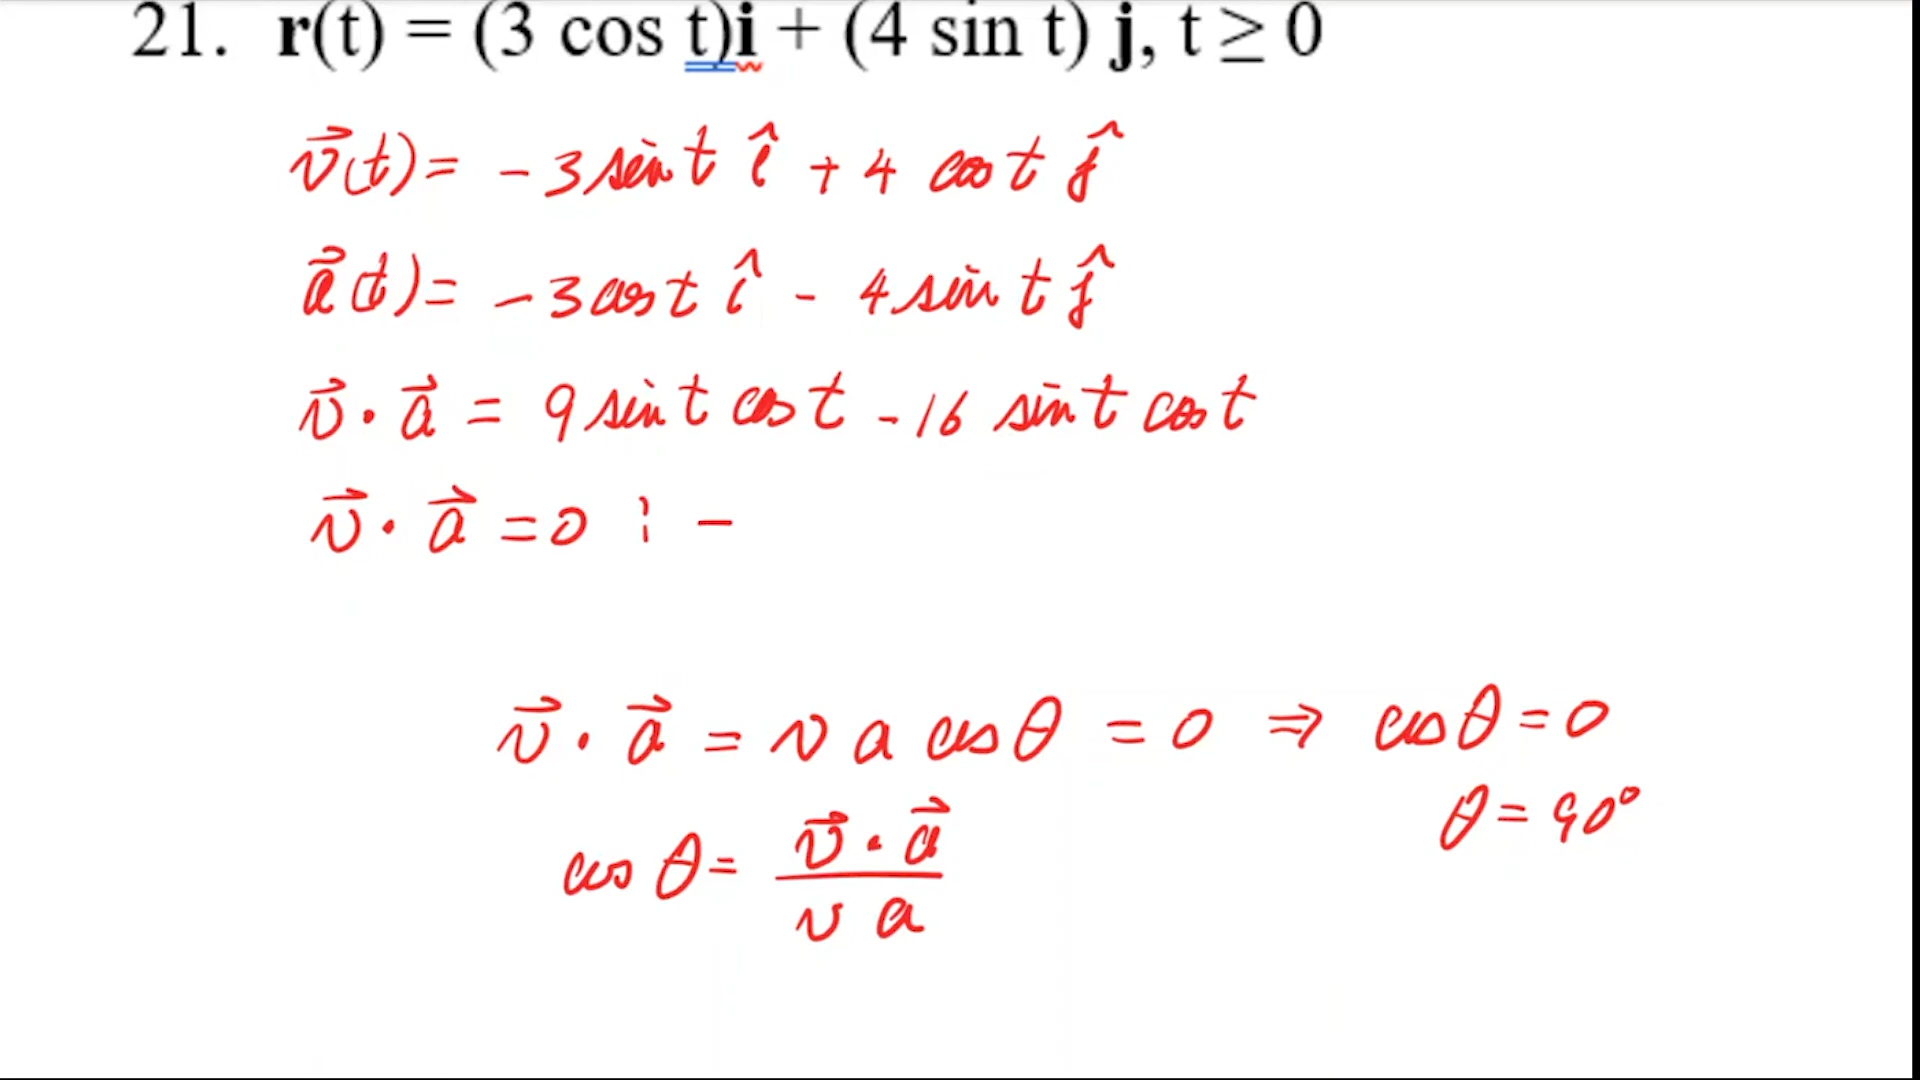 21. r(t) = (3 cos t)i + (4 sin t) j, t ≥ 0
v⃗(t) = - 3 sin t î + 4 cos t ĵ
a⃗(t) = - 3 cos t î - 4 sin t ĵ
v⃗ · a⃗ = 9 sin t cos t - 16 sin t cos t
v⃗ · a⃗ = 0 ; -
v⃗ · a⃗ = v a cos θ = 0 ⇒ cos θ = 0
θ = 90°
cos θ = v⃗ · a⃗ / v a